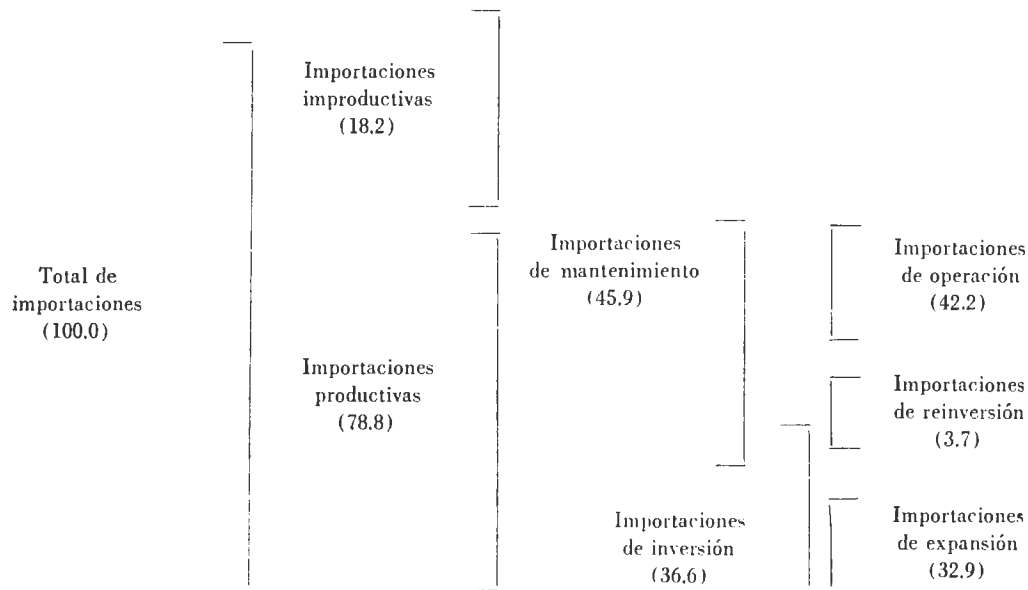 Importaciones
improductivas
(18.2)
Total de
importaciones
(100.0)
Importaciones
productivas
(78.8)
Importaciones
de mantenimiento
(45.9)
Importaciones
de inversión
(36.6)
Importaciones
de operación
(42.2)
Importaciones
de reinversión
(3.7)
Importaciones
de expansión
(32.9)